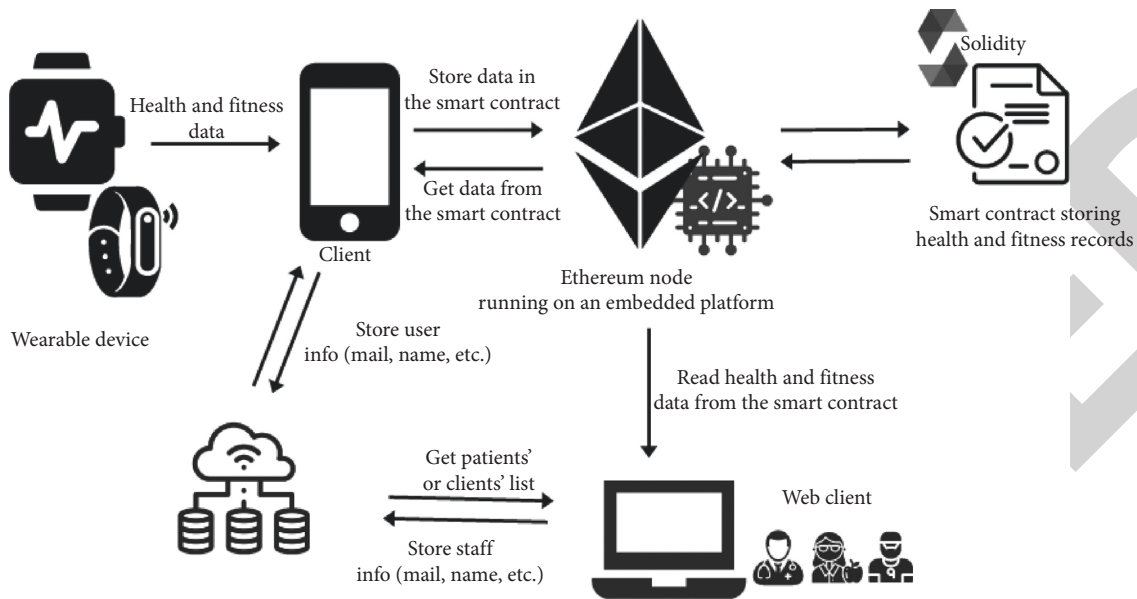 Solidity
Health and fitness
data
Store data in
the smart contract
Get data from
the smart contract
</>
Smart contract storing
health and fitness records
Client
Ethereum node
running on an embedded platform
Wearable device
Store user
info (mail, name, etc.)
Read health and fitness
data from the smart contract
Get patients’
or clients’ list
Web client
Store staff
info (mail, name, etc.)